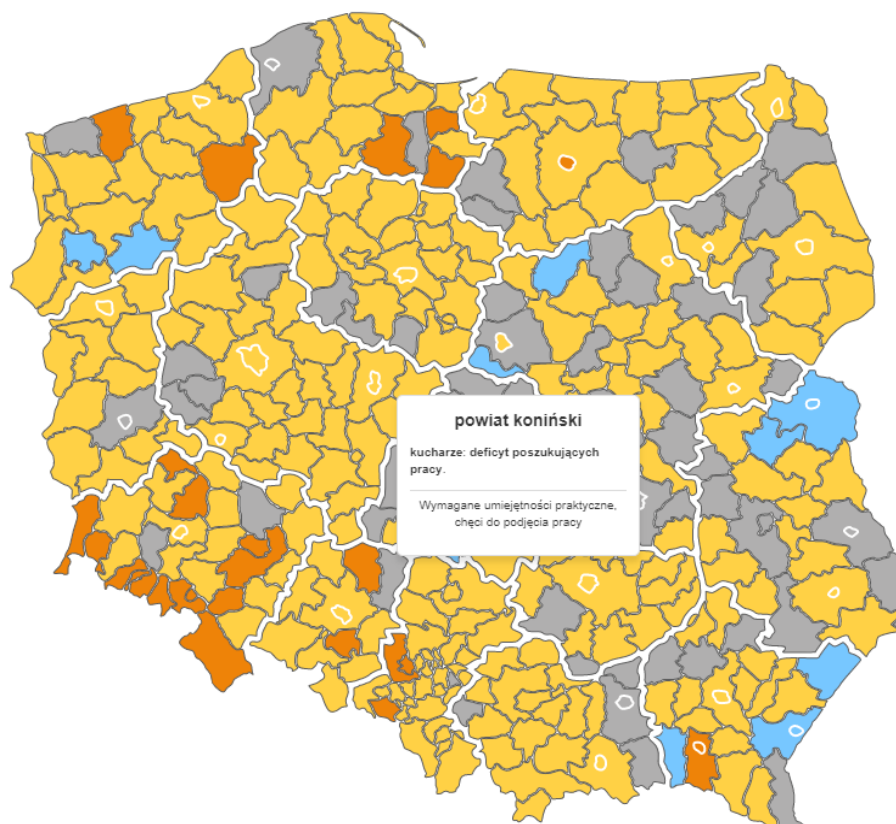 powiat koniński
kucharze: deficyt poszukujących
pracy.
Wymagane umiejętności praktyczne,
chęci do podjęcia pracy